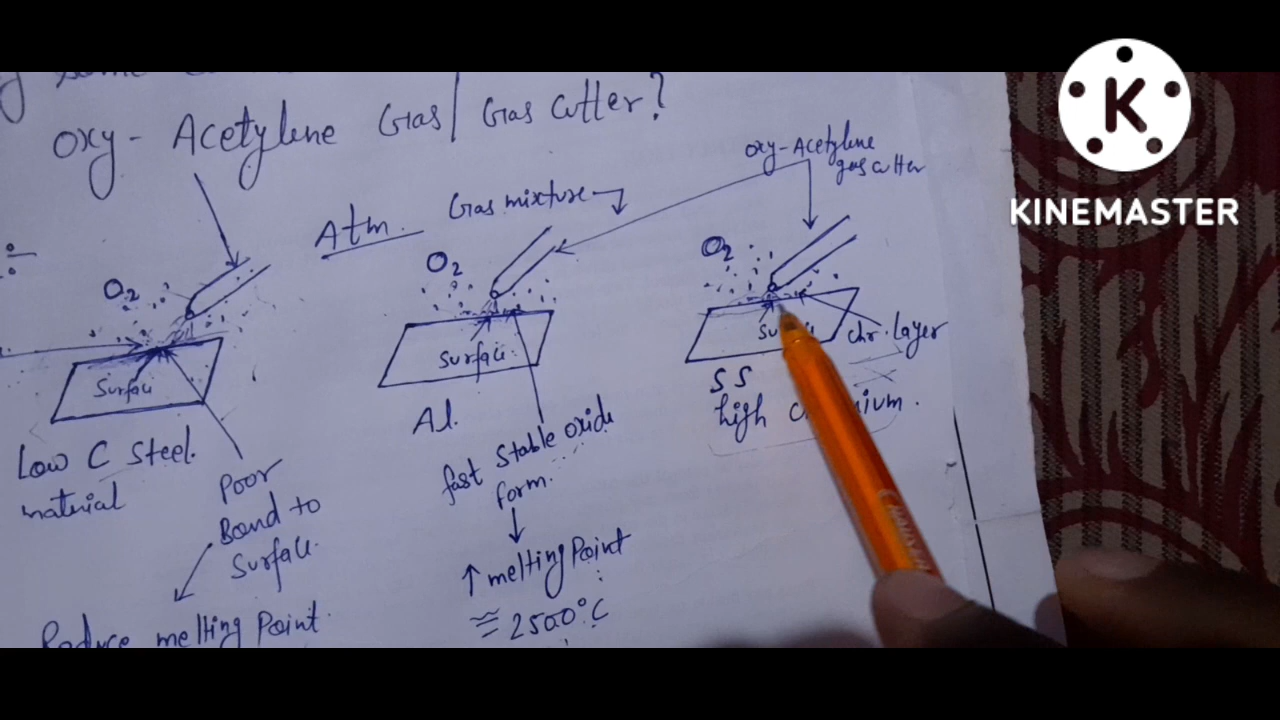 some
Oxy-Acetylene Gas/Gas cutter?
Oxy-Acetylene
gas cutter
Gas mixture
Atm.
O2
O2
O2
Surface
Surface
chr. Layer
Low C Steel
material
Al.
SS
high
Poor
Bond to
Surface.
fast Stable oxide
form.
↑ melting Point
≈ 2500°C
Reduce melting Point.
K
KINEMASTER